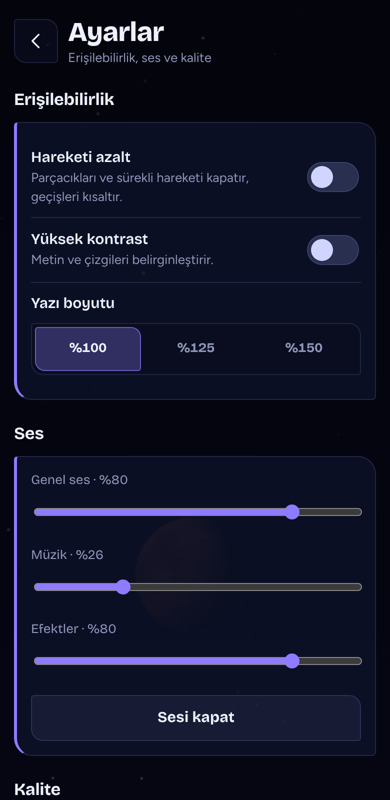 Ayarlar
Erişilebilirlik, ses ve kalite
Erişilebilirlik
Hareketi azalt
Parçacıkları ve sürekli hareketi kapatır,
geçişleri kısaltır.
Yüksek kontrast
Metin ve çizgileri belirginleştirir.
Yazı boyutu
%100 %125 %150
Ses
Genel ses · %80
Müzik · %26
Efektler · %80
Sesi kapat
Kalite